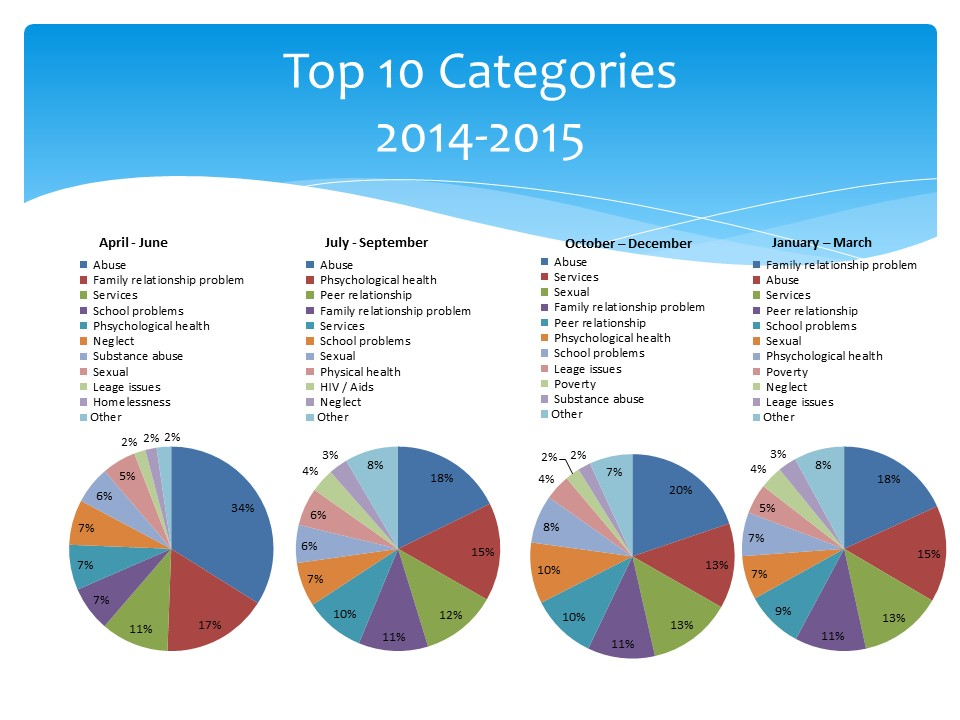 Top 10 Categories
2014-2015
April - June
Abuse
Family relationship problem
Services
School problems
Phsychological health
Neglect
Substance abuse
Sexual
Leage issues
Homelessness
Other
2%
2%
2%
34%
17%
11%
7%
7%
7%
6%
5%
July - September
Abuse
Phsychological health
Peer relationship
Family relationship problem
Services
School problems
Sexual
Physical health
HIV / Aids
Neglect
Other
18%
15%
12%
11%
10%
7%
6%
6%
4%
3%
8%
October – December
Abuse
Services
Sexual
Family relationship problem
Peer relationship
Phsychological health
School problems
Leage issues
Poverty
Substance abuse
Other
20%
13%
13%
11%
10%
10%
8%
4%
2%
2%
7%
January – March
Family relationship problem
Abuse
Services
Peer relationship
School problems
Sexual
Phsychological health
Poverty
Neglect
Leage issues
Other
18%
15%
13%
11%
9%
7%
7%
5%
4%
3%
8%